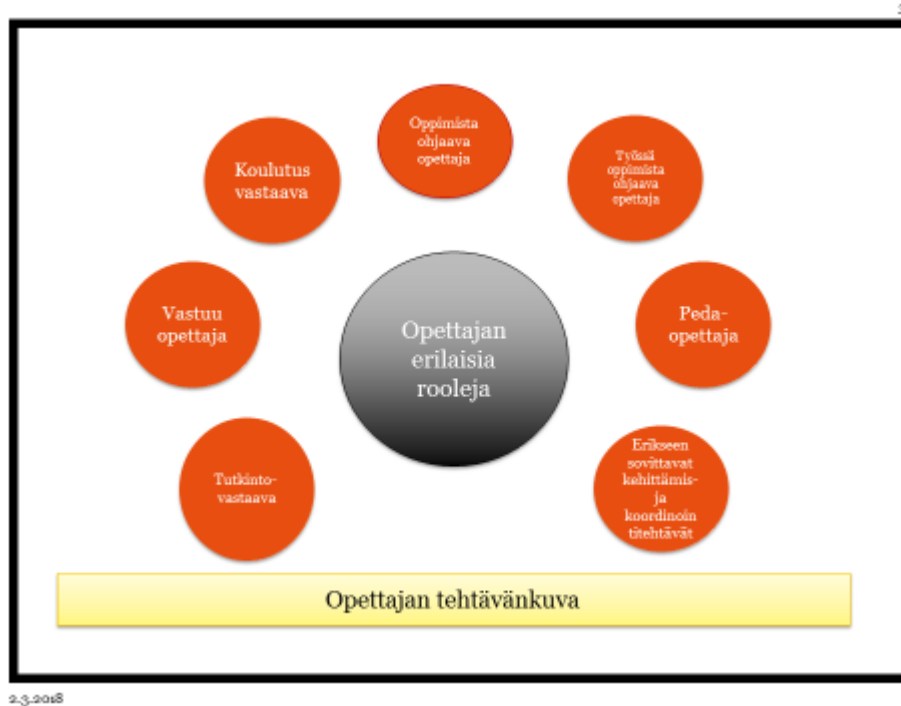 Oppimista
ohjaava
opettaja
Koulutus
vastaava
Työssä
oppimista
ohjaava
opettaja
Vastuu
opettaja
Opettajan
erilaisia
rooleja
Peda-
opettaja
Tutkinto-
vastaava
Erikseen
sovittavat
kehittämis-
ja
koordinoin
titehtävät
Opettajan tehtävänkuva
2.3.2018